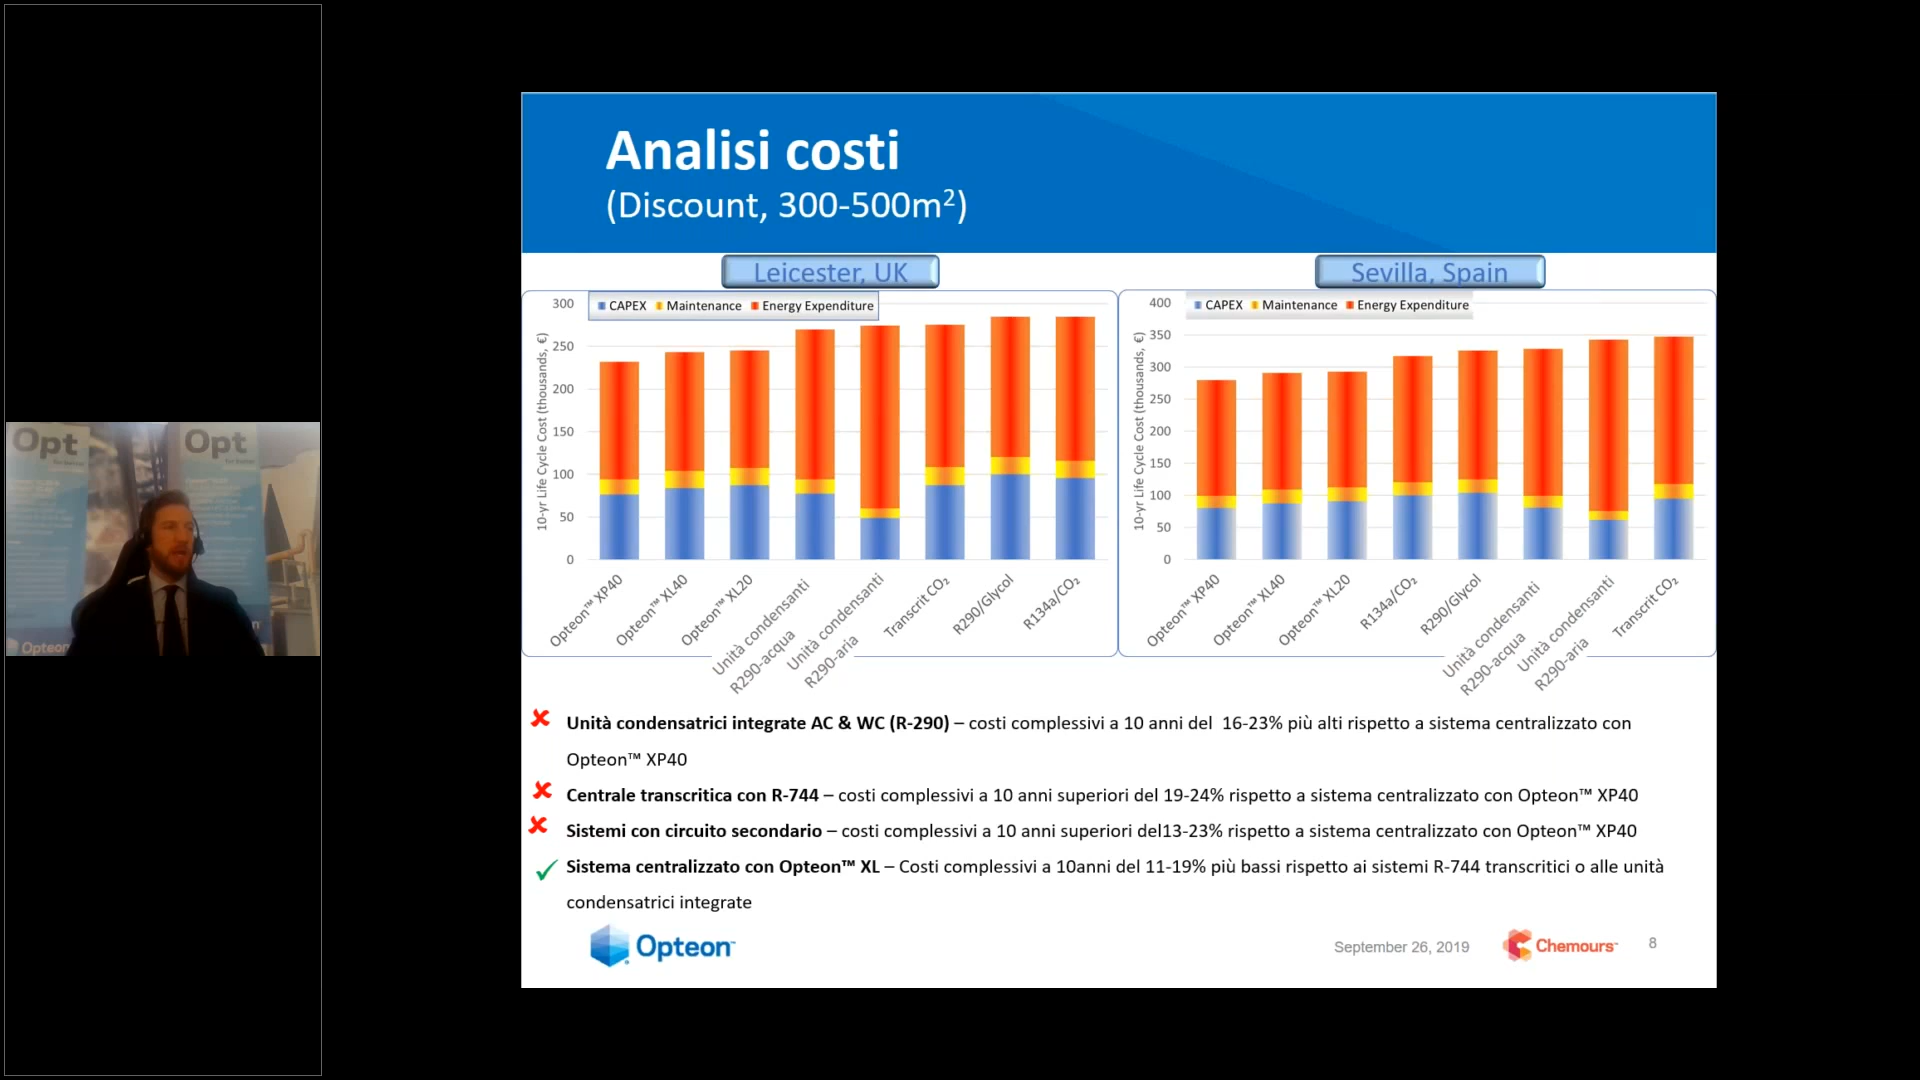 Opt
Opt
Opteon
Analisi costi
(Discount, 300-500m²)
Leicester, UK
300
250
200
150
100
50
0
10-yr Life Cycle Cost (thousands, €)
CAPEX Maintenance Energy Expenditure
Opteon™ XP40
Opteon™ XL40
Opteon™ XL20
Unità condensanti
R290-acqua
Unità condensanti
R290-aria
Transcrit CO₂
R290/Glycol
R134a/CO₂
Sevilla, Spain
400
350
300
250
200
150
100
50
0
10-yr Life Cycle Cost (thousands, €)
CAPEX Maintenance Energy Expenditure
Opteon™ XP40
Opteon™ XL40
Opteon™ XL20
R134a/CO₂
R290/Glycol
Unità condensanti
R290-acqua
Unità condensanti
R290-aria
Transcrit CO₂
Unità condensatrici integrate AC & WC (R-290) – costi complessivi a 10 anni del 16-23% più alti rispetto a sistema centralizzato con
Opteon™ XP40
Centrale transcritica con R-744 – costi complessivi a 10 anni superiori del 19-24% rispetto a sistema centralizzato con Opteon™ XP40
Sistemi con circuito secondario – costi complessivi a 10 anni superiori del13-23% rispetto a sistema centralizzato con Opteon™ XP40
Sistema centralizzato con Opteon™ XL – Costi complessivi a 10anni del 11-19% più bassi rispetto ai sistemi R-744 transcritici o alle unità
condensatrici integrate
Opteon™
September 26, 2019
Chemours™
8